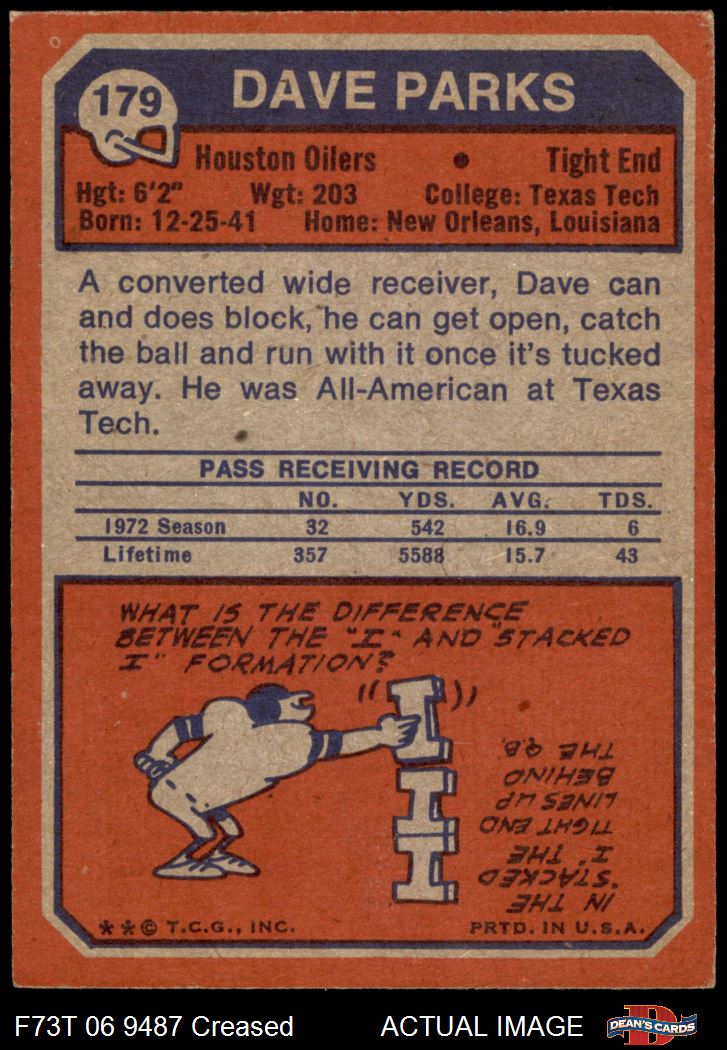 179
DAVE PARKS
Houston Oilers • Tight End
Hgt: 6'2" Wgt: 203 College: Texas Tech
Born: 12-25-41 Home: New Orleans, Louisiana
A converted wide receiver, Dave can
and does block, he can get open, catch
the ball and run with it once it's tucked
away. He was All-American at Texas
Tech.
PASS RECEIVING RECORD
NO. YDS. AVG. TDS.
1972 Season 32 542 16.9 6
Lifetime 357 5588 15.7 43
WHAT IS THE DIFFERENCE
BETWEEN THE "I" AND "STACKED
I" FORMATION?
I
I
I
IN THE
"STACKED
I", THE
TIGHT END
LINES UP
BEHIND
THE Q.B.
**© T.C.G., INC. PRTD. IN U.S.A.
F73T 06 9487 Creased ACTUAL IMAGE
D
DEAN'S CARDS